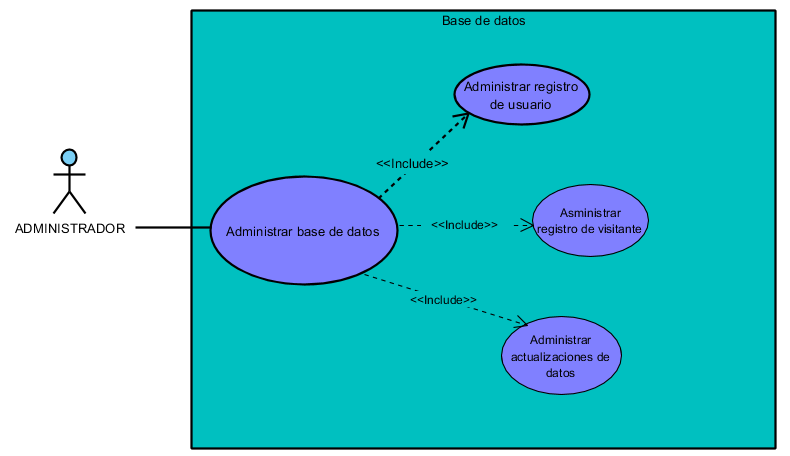 Base de datos
Administrar registro
de usuario
<<Include>>
ADMINISTRADOR
Administrar base de datos
<<Include>>
Asministrar
registro de visitante
<<Include>>
Administrar
actualizaciones de
datos